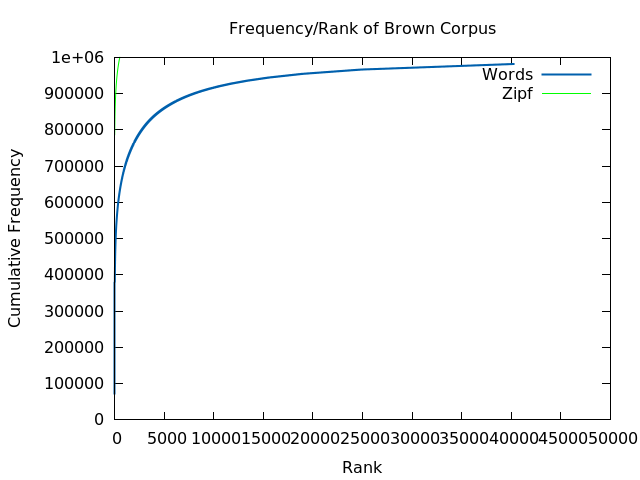 Frequency/Rank of Brown Corpus
1e+06
900000
800000
700000
600000
500000
400000
300000
200000
100000
0
Cumulative Frequency
Words
Zipf
0 5000 10000 15000 20000 25000 30000 35000 40000 45000 50000
Rank